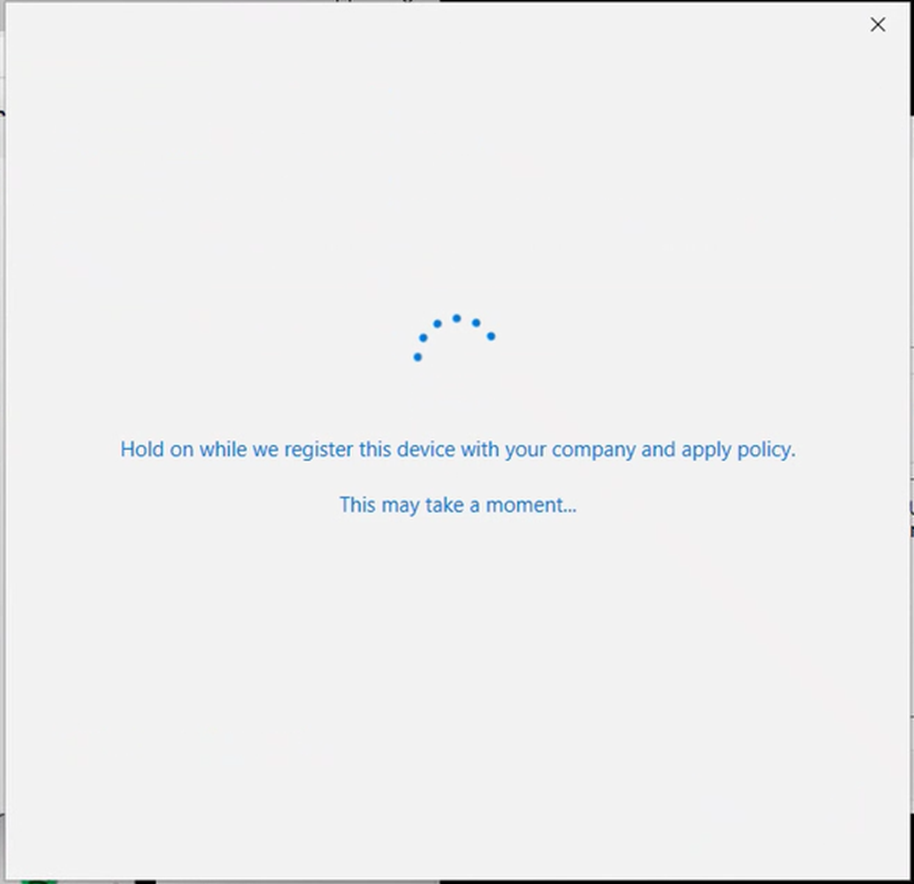 Hold on while we register this device with your company and apply policy.
This may take a moment...